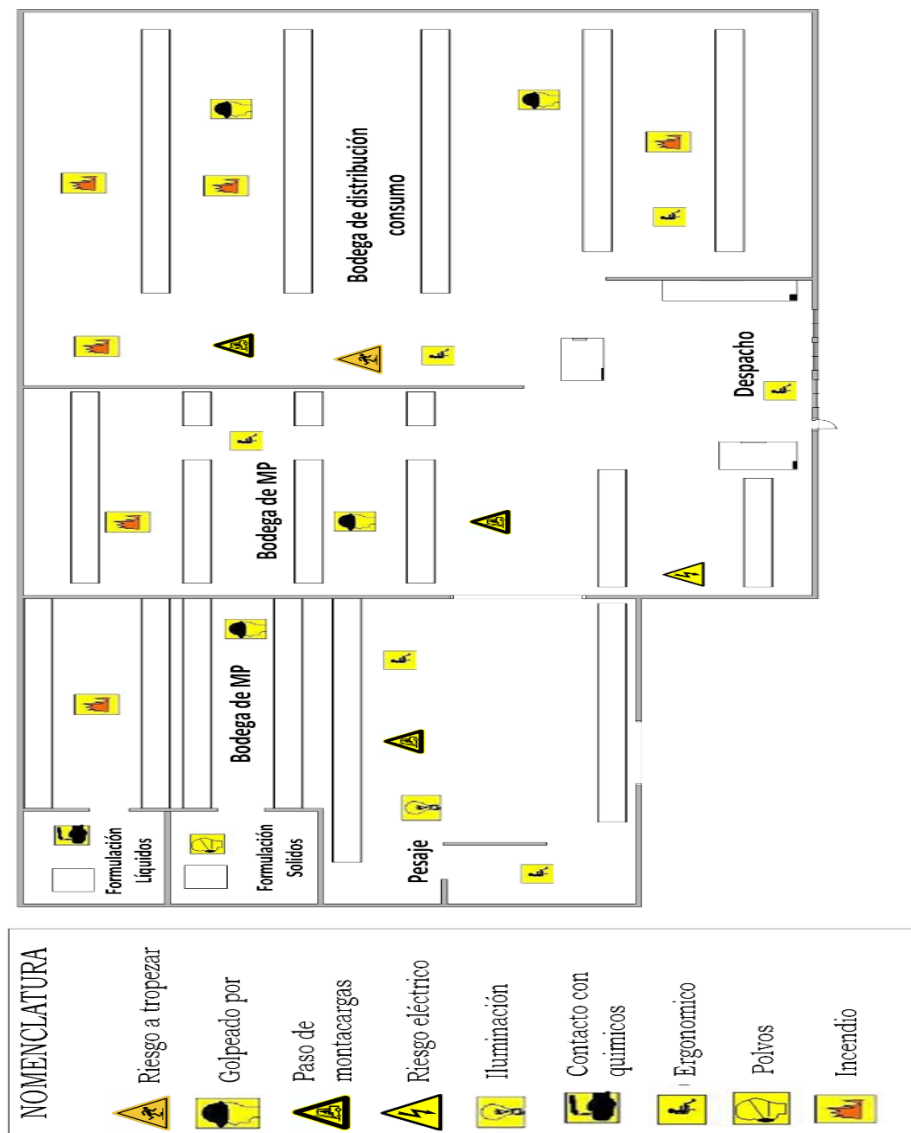 Bodega de distribución
consumo
Despacho
Bodega de MP
Bodega de MP
Formulación
Líquidos
Formulación
Solidos
Pesaje
NOMENCLATURA
Riesgo a tropezar
Golpeado por
Paso de
montacargas
Riesgo eléctrico
Iluminación
Contacto con
químicos
Ergonomico
Polvos
Incendio